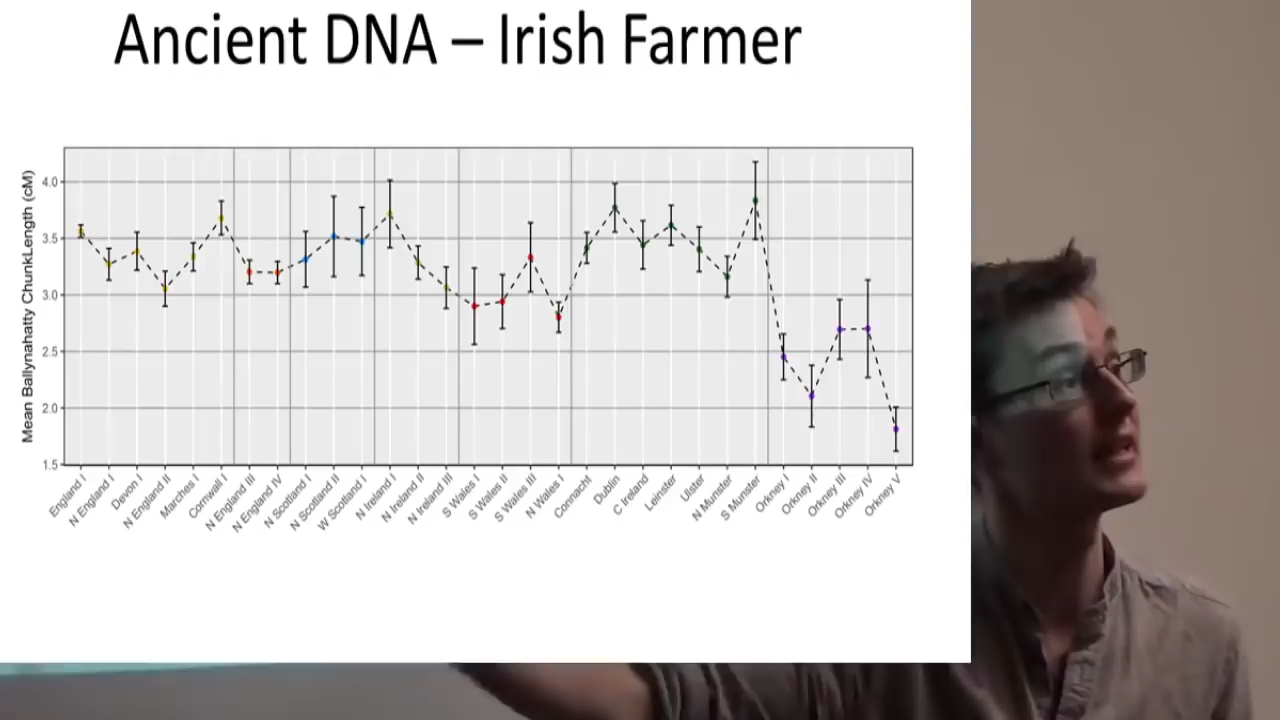 Ancient DNA – Irish Farmer
Mean Ballynahatty ChunkLength (cM)
4.0
3.5
3.0
2.5
2.0
1.5
England I
N England I
Devon I
N England II
Marches I
Cornwall I
N England III
N England IV
N Scotland I
N Scotland II
W Scotland I
N Ireland I
N Ireland II
N Ireland III
S Wales I
S Wales II
S Wales III
N Wales I
Connacht
Dublin
C Ireland
Leinster
Ulster
N Munster
S Munster
Orkney I
Orkney II
Orkney III
Orkney IV
Orkney V